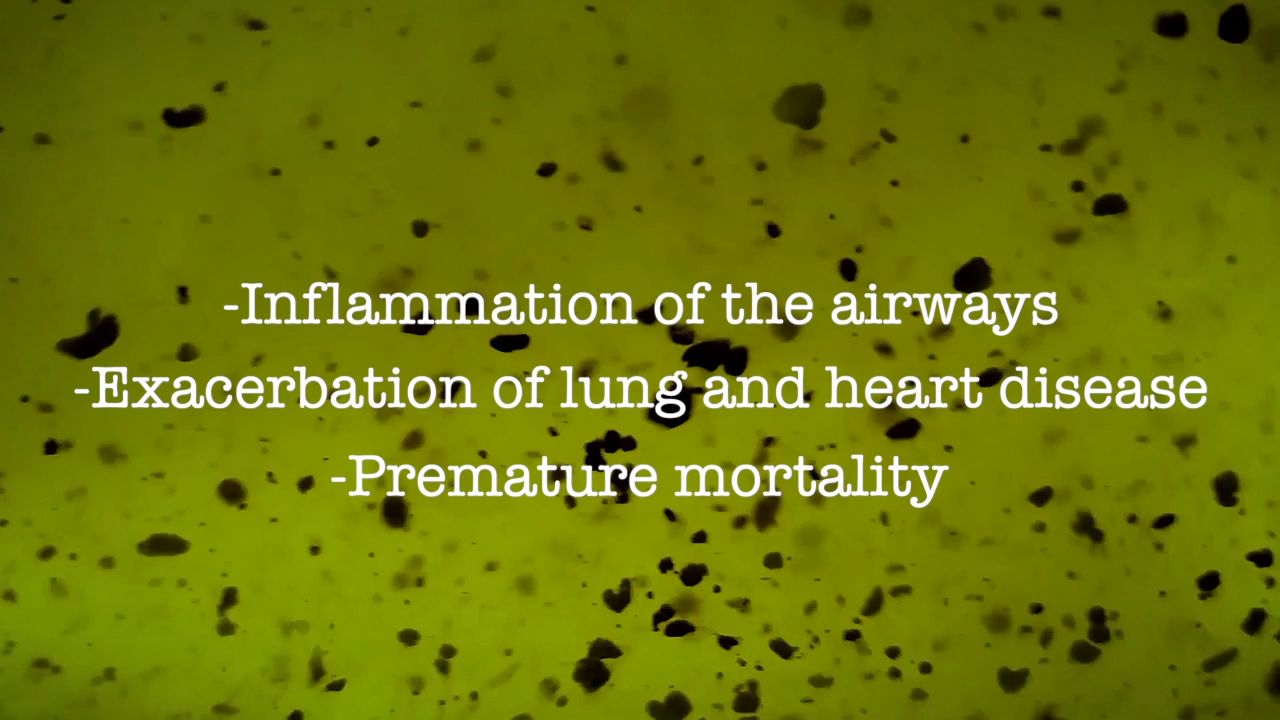 -Inflammation of the airways
-Exacerbation of lung and heart disease
-Premature mortality